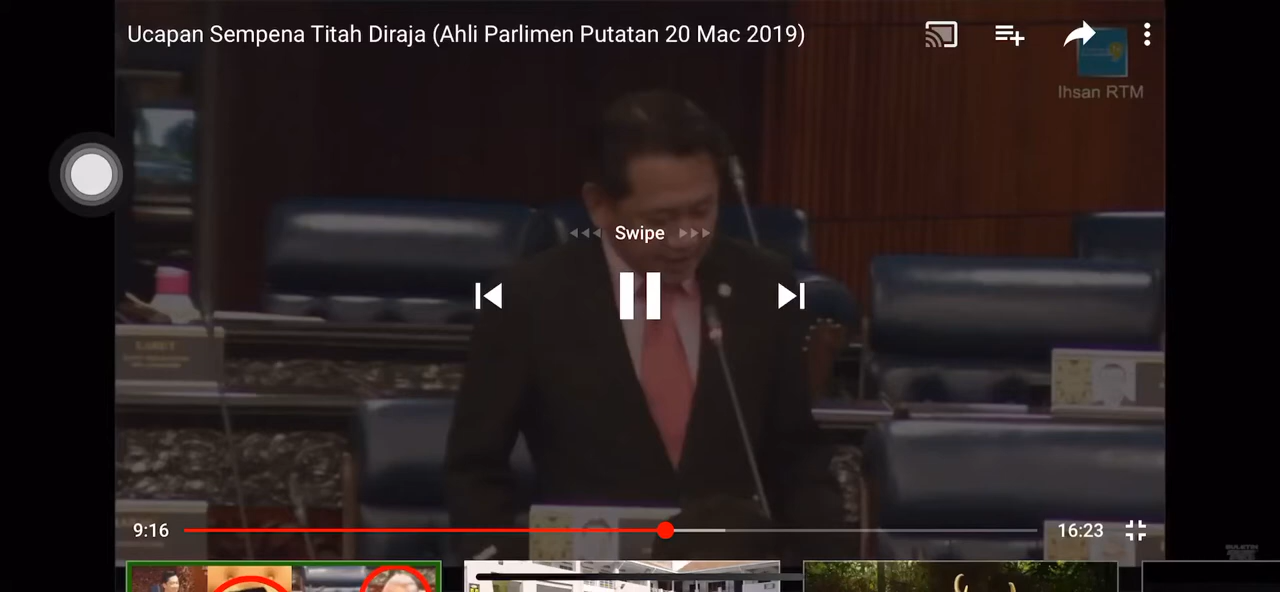 Ucapan Sempena Titah Diraja (Ahli Parlimen Putatan 20 Mac 2019)
Ihsan RTM
Swipe
9:16
16:23